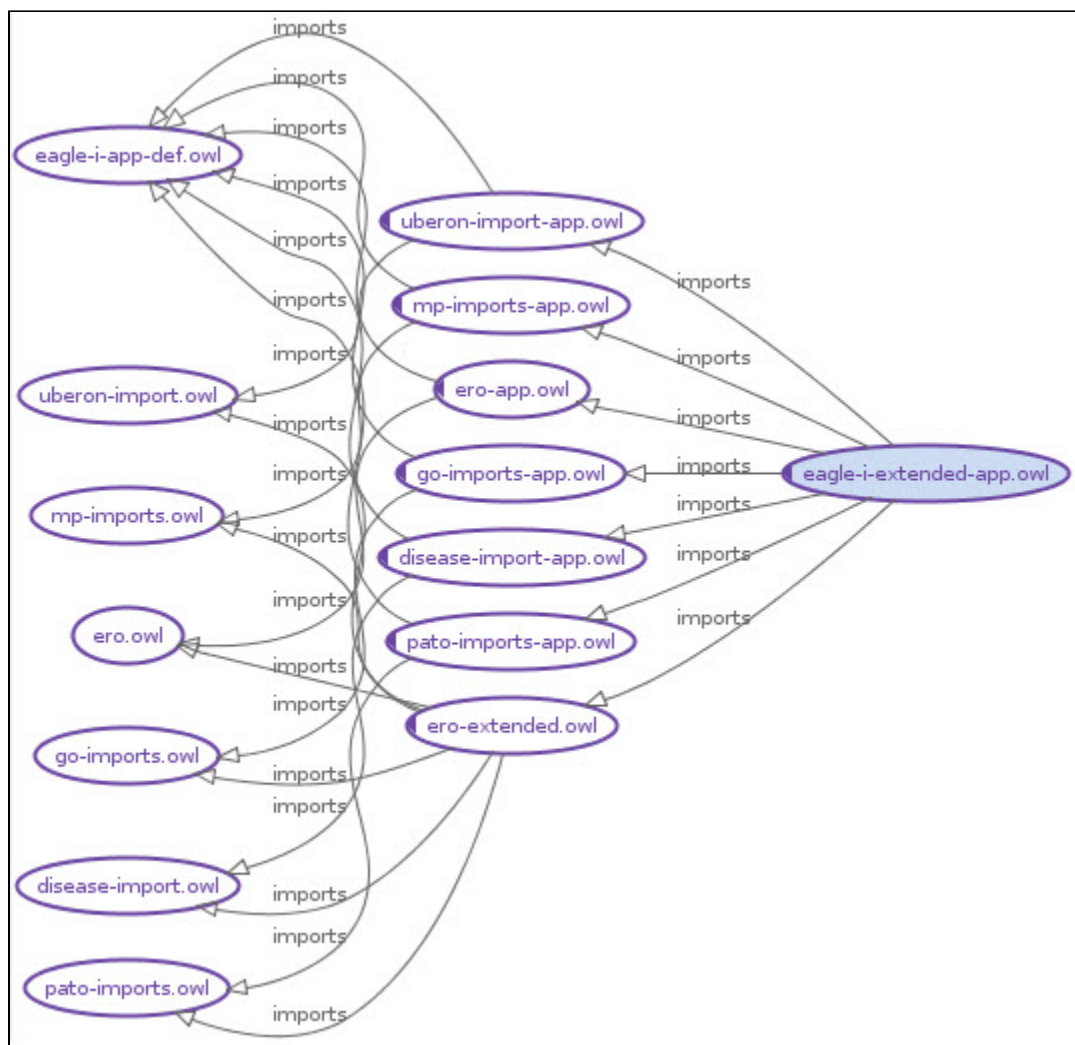 imports
imports
imports
eagle-i-app-def.owl
imports
uberon-import-app.owl
imports
imports
imports
mp-imports-app.owl
imports
imports
uberon-import.owl
ero-app.owl
imports
imports
imports
imports
go-imports-app.owl
eagle-i-extended-app.owl
imports
mp-imports.owl
imports
disease-import-app.owl
imports
imports
imports
ero.owl
pato-imports-app.owl
imports
imports
ero-extended.owl
go-imports.owl
imports
imports
disease-import.owl
imports
imports
pato-imports.owl
imports